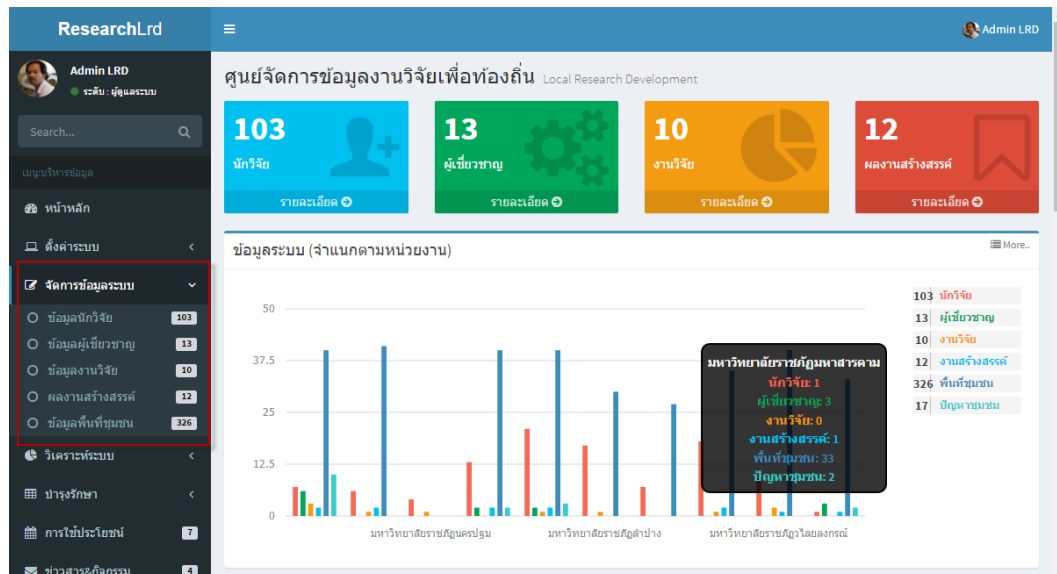 ResearchLrd
Admin LRD
Admin LRD
ระดับ : ผู้ดูแลระบบ
Search...
เมนู:บริหารข้อมูล
หน้าหลัก
ตั้งค่าระบบ
จัดการข้อมูลระบบ
ข้อมูลนักวิจัย 103
ข้อมูลผู้เชี่ยวชาญ 13
ข้อมูลงานวิจัย 10
ผลงานสร้างสรรค์ 12
ข้อมูลพื้นที่ชุมชน 326
วิเคราะห์ระบบ
บำรุงรักษา
การใช้ประโยชน์ 7
ข่าวสาร&กิจกรรม 4
ศูนย์จัดการข้อมูลงานวิจัยเพื่อท้องถิ่น Local Research Development
103
นักวิจัย
รายละเอียด
13
ผู้เชี่ยวชาญ
รายละเอียด
10
งานวิจัย
รายละเอียด
12
ผลงานสร้างสรรค์
รายละเอียด
ข้อมูลระบบ (จำแนกตามหน่วยงาน)
More..
50
37.5
25
12.5
0
มหาวิทยาลัยราชภัฏนครปฐม
มหาวิทยาลัยราชภัฏลำปาง
มหาวิทยาลัยราชภัฏวไลยอลงกรณ์
มหาวิทยาลัยราชภัฏมหาสารคาม
นักวิจัย: 1
ผู้เชี่ยวชาญ: 3
งานวิจัย: 0
งานสร้างสรรค์: 1
พื้นที่ชุมชน: 33
ปัญหาชุมชน: 2
103 นักวิจัย
13 ผู้เชี่ยวชาญ
10 งานวิจัย
12 งานสร้างสรรค์
326 พื้นที่ชุมชน
17 ปัญหาชุมชน